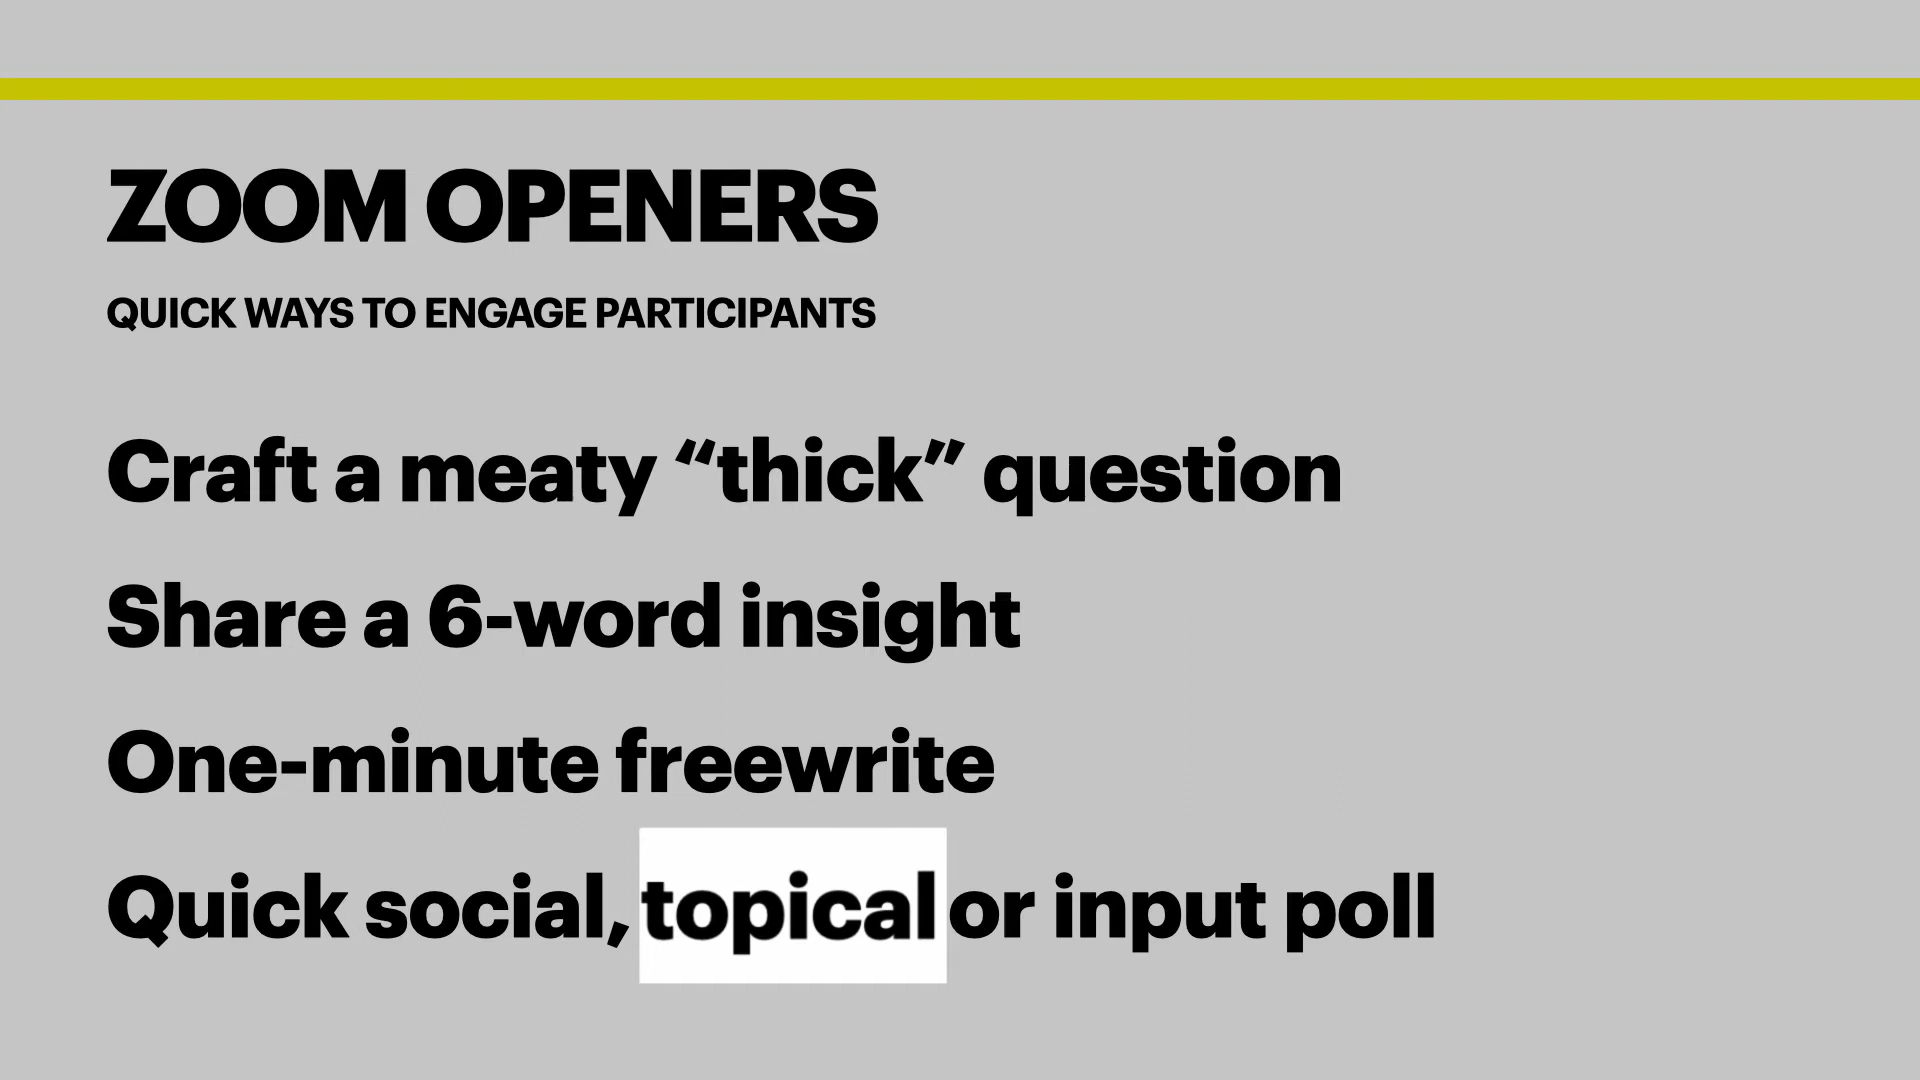 ZOOM OPENERS
QUICK WAYS TO ENGAGE PARTICIPANTS
Craft a meaty “thick” question
Share a 6-word insight
One-minute freewrite
Quick social, topical or input poll